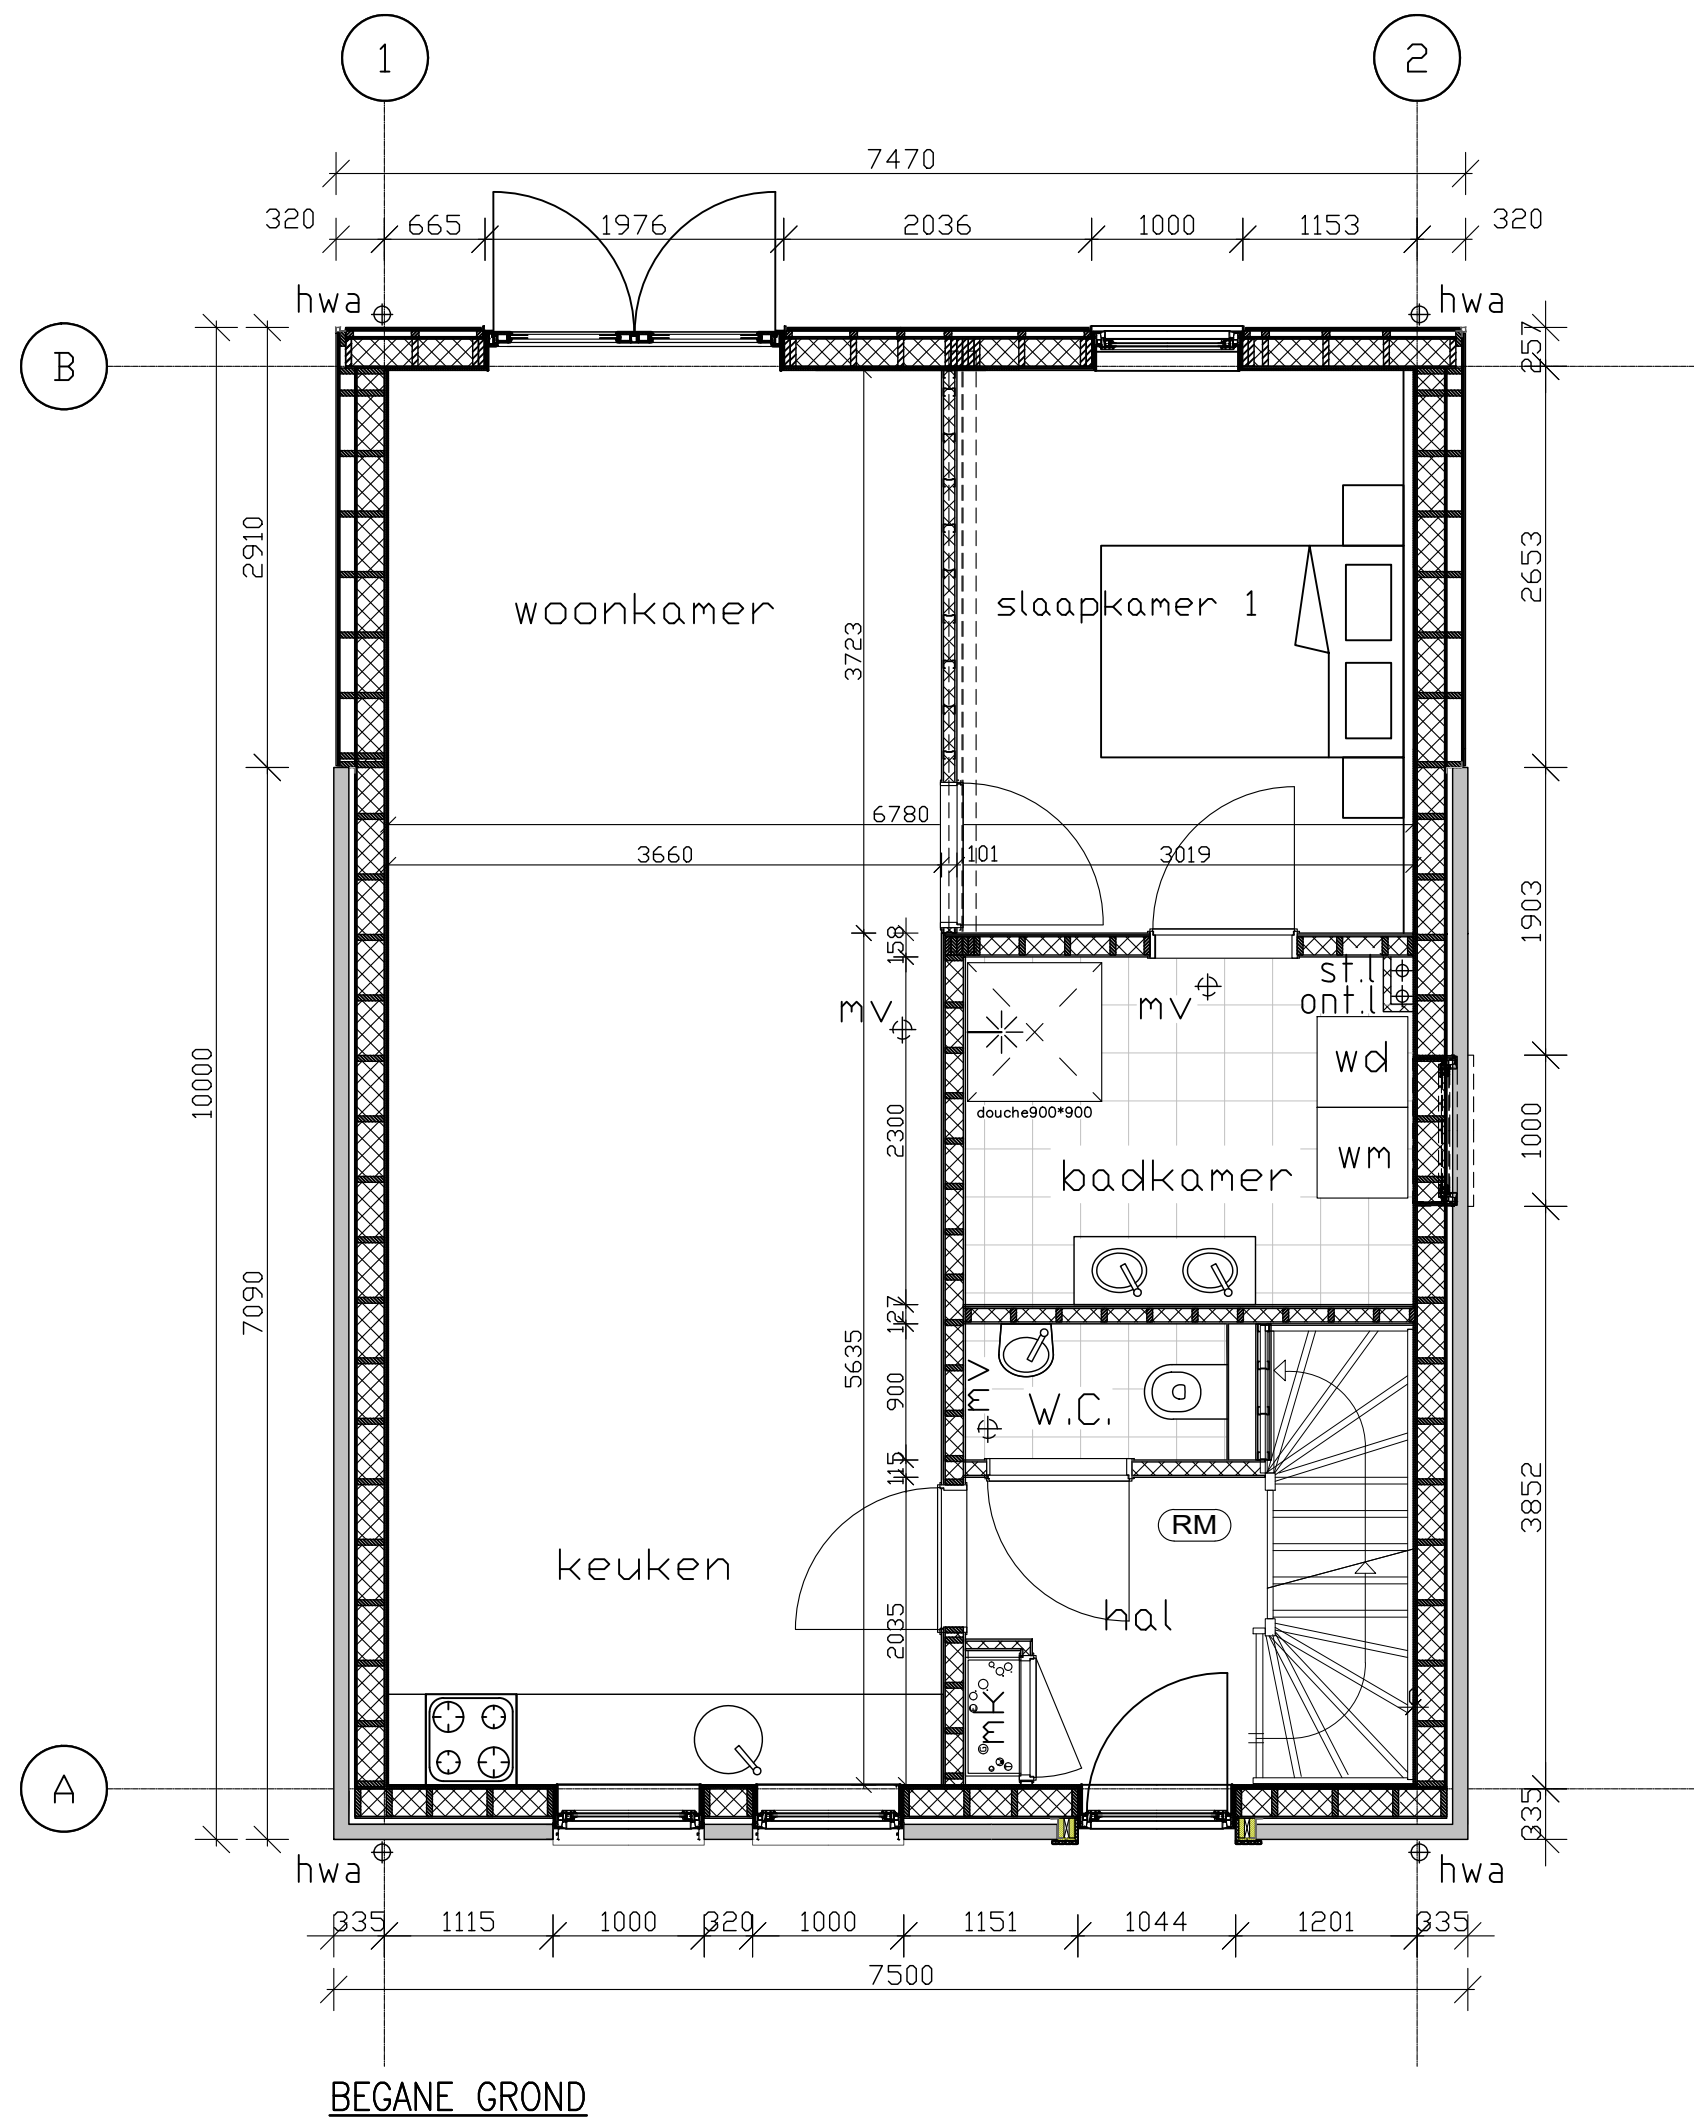 1
2
7470
320
665
1976
2036
1000
1153
320
hwa
hwa
B
257
2910
2653
woonkamer
slaapkamer 1
3723
6780
3660
101
3019
1903
158
mv
mv
st.l
ont.l
wd
10000
douche900*900
2300
1000
wm
badkamer
7090
127
5635
mv
900
W.C.
115
3852
RM
keuken
2035
hal
mk
A
335
hwa
hwa
335
1115
1000
320
1000
1151
1044
1201
335
7500
BEGANE GROND